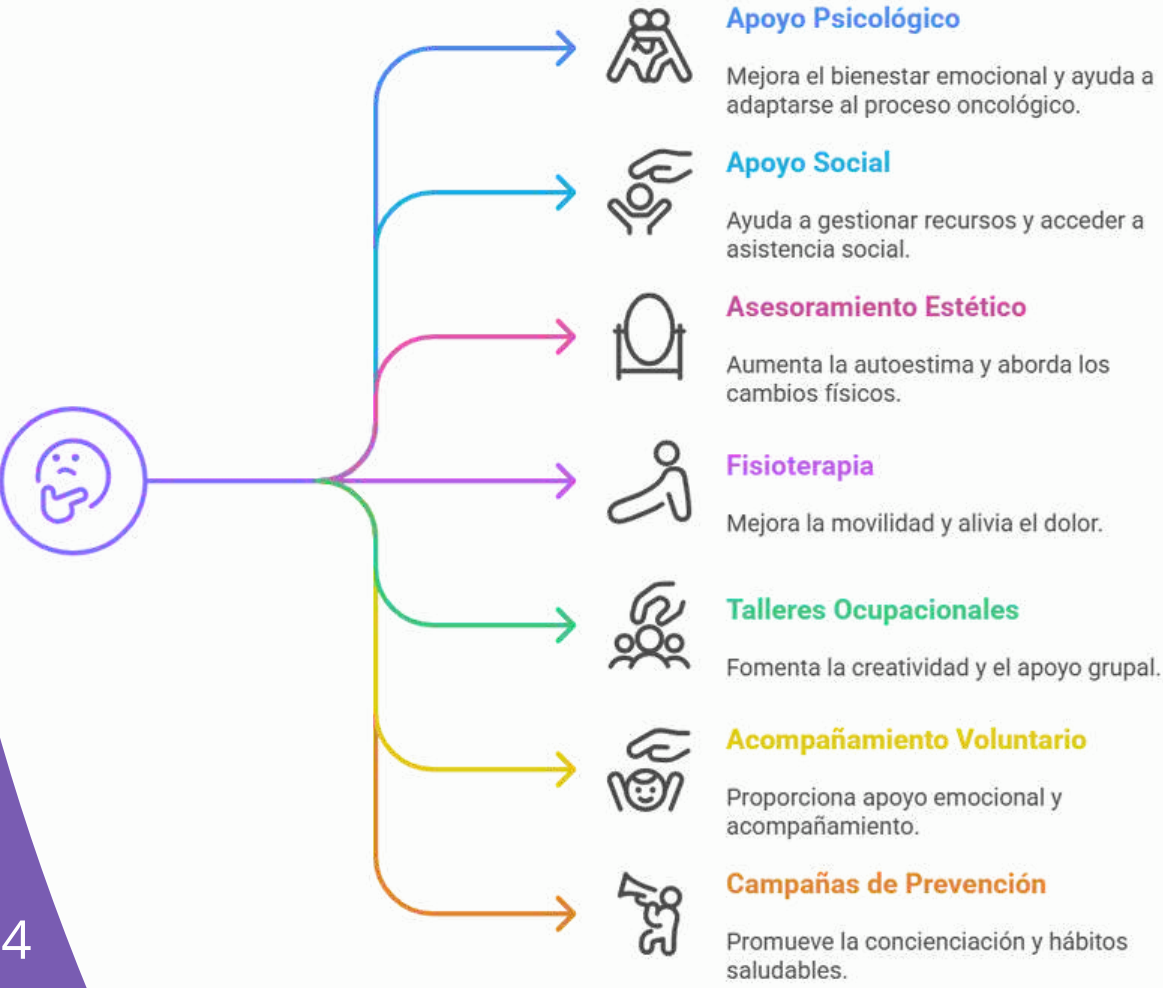 Apoyo Psicológico
Mejora el bienestar emocional y ayuda a
adaptarse al proceso oncológico.
Apoyo Social
Ayuda a gestionar recursos y acceder a
asistencia social.
Asesoramiento Estético
Aumenta la autoestima y aborda los
cambios físicos.
Fisioterapia
Mejora la movilidad y alivia el dolor.
Talleres Ocupacionales
Fomenta la creatividad y el apoyo grupal.
Acompañamiento Voluntario
Proporciona apoyo emocional y
acompañamiento.
Campañas de Prevención
Promueve la concienciación y hábitos
saludables.
4